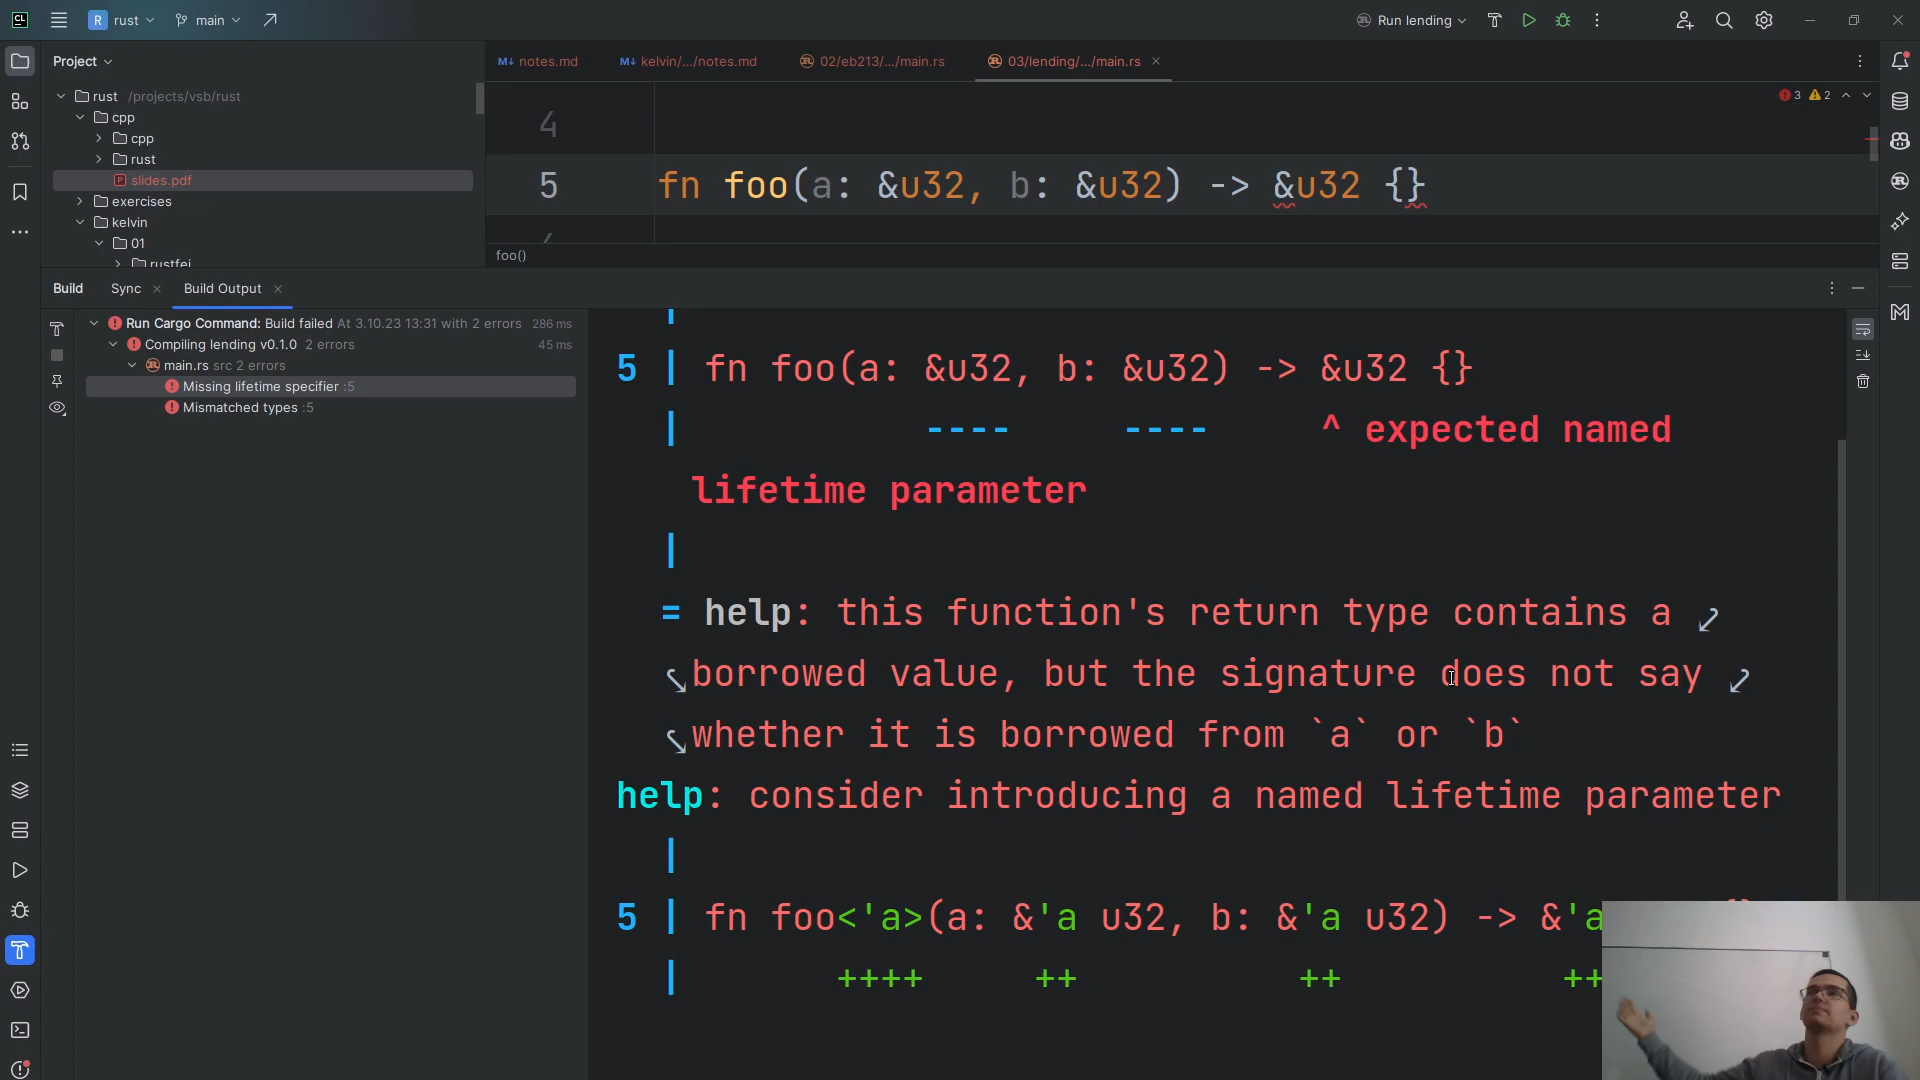 CL
R rust
main
Run lending
Project
notes.md
kelvin/.../notes.md
02/eb213/.../main.rs
03/lending/.../main.rs
rust /projects/vsb/rust
cpp
cpp
rust
slides.pdf
exercises
kelvin
01
rustfei
3 2
4
5 fn foo(a: &u32, b: &u32) -> &u32 {}
foo()
Build Sync Build Output
Run Cargo Command: Build failed At 3.10.23 13:31 with 2 errors 286 ms
Compiling lending v0.1.0 2 errors 45 ms
main.rs src 2 errors
Missing lifetime specifier :5
Mismatched types :5
|
5 | fn foo(a: &u32, b: &u32) -> &u32 {}
| ---- ---- ^ expected named
lifetime parameter
|
= help: this function's return type contains a
borrowed value, but the signature does not say
whether it is borrowed from `a` or `b`
help: consider introducing a named lifetime parameter
|
5 | fn foo<'a>(a: &'a u32, b: &'a u32) -> &'a
| ++++ ++ ++ ++